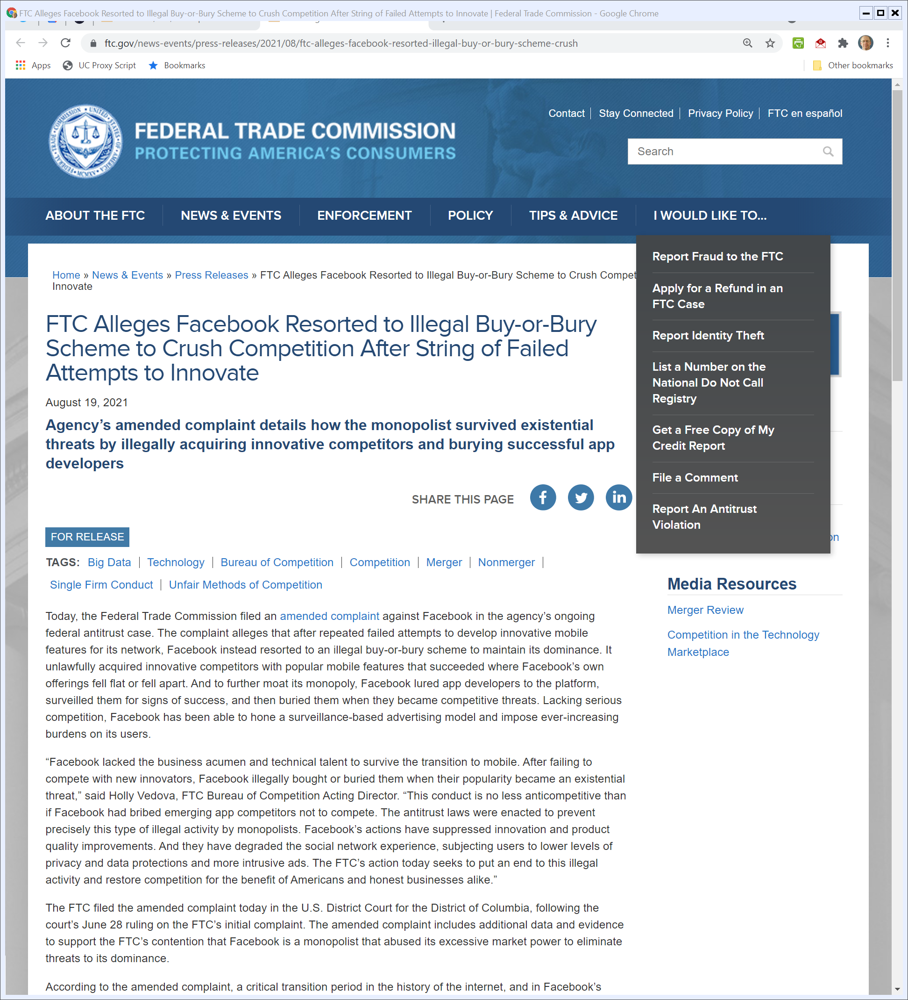 FTC Alleges Facebook Resorted to Illegal Buy-or-Bury Scheme to Crush Competition After String of Failed Attempts to Innovate | Federal Trade Commission - Google Chrome
ftc.gov/news-events/press-releases/2021/08/ftc-alleges-facebook-resorted-illegal-buy-or-bury-scheme-crush
Apps UC Proxy Script Bookmarks Other bookmarks
Contact Stay Connected Privacy Policy FTC en español
FEDERAL TRADE COMMISSION
PROTECTING AMERICA'S CONSUMERS
FEDERAL TRADE COMMISSION • UNITED STATES OF AMERICA • MCMXV •
Search
ABOUT THE FTC NEWS & EVENTS ENFORCEMENT POLICY TIPS & ADVICE I WOULD LIKE TO...
Report Fraud to the FTC
Apply for a Refund in an
FTC Case
Report Identity Theft
List a Number on the
National Do Not Call
Registry
Get a Free Copy of My
Credit Report
File a Comment
Report An Antitrust
Violation
Home » News & Events » Press Releases » FTC Alleges Facebook Resorted to Illegal Buy-or-Bury Scheme to Crush Compet
Innovate
FTC Alleges Facebook Resorted to Illegal Buy-or-Bury
Scheme to Crush Competition After String of Failed
Attempts to Innovate
August 19, 2021
Agency’s amended complaint details how the monopolist survived existential
threats by illegally acquiring innovative competitors and burying successful app
developers
SHARE THIS PAGE
FOR RELEASE
TAGS: Big Data | Technology | Bureau of Competition | Competition | Merger | Nonmerger |
Single Firm Conduct | Unfair Methods of Competition
Today, the Federal Trade Commission filed an amended complaint against Facebook in the agency’s ongoing
federal antitrust case. The complaint alleges that after repeated failed attempts to develop innovative mobile
features for its network, Facebook instead resorted to an illegal buy-or-bury scheme to maintain its dominance. It
unlawfully acquired innovative competitors with popular mobile features that succeeded where Facebook’s own
offerings fell flat or fell apart. And to further moat its monopoly, Facebook lured app developers to the platform,
surveilled them for signs of success, and then buried them when they became competitive threats. Lacking serious
competition, Facebook has been able to hone a surveillance-based advertising model and impose ever-increasing
burdens on its users.
“Facebook lacked the business acumen and technical talent to survive the transition to mobile. After failing to
compete with new innovators, Facebook illegally bought or buried them when their popularity became an existential
threat,” said Holly Vedova, FTC Bureau of Competition Acting Director. “This conduct is no less anticompetitive than
if Facebook had bribed emerging app competitors not to compete. The antitrust laws were enacted to prevent
precisely this type of illegal activity by monopolists. Facebook’s actions have suppressed innovation and product
quality improvements. And they have degraded the social network experience, subjecting users to lower levels of
privacy and data protections and more intrusive ads. The FTC’s action today seeks to put an end to this illegal
activity and restore competition for the benefit of Americans and honest businesses alike.”
The FTC filed the amended complaint today in the U.S. District Court for the District of Columbia, following the
court’s June 28 ruling on the FTC’s initial complaint. The amended complaint includes additional data and evidence
to support the FTC’s contention that Facebook is a monopolist that abused its excessive market power to eliminate
threats to its dominance.
According to the amended complaint, a critical transition period in the history of the internet, and in Facebook’s
on
Media Resources
Merger Review
Competition in the Technology
Marketplace